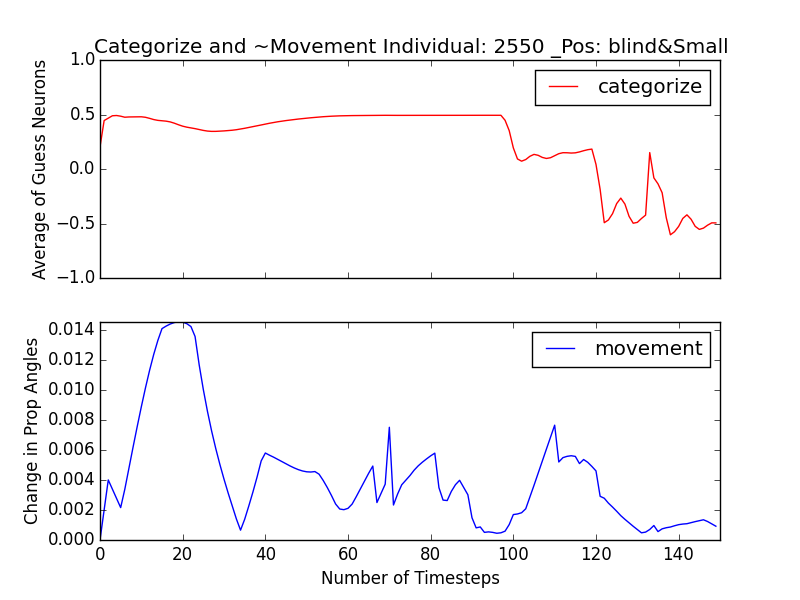 Categorize and ~Movement Individual: 2550 _Pos: blind&Small
1.0
0.5
0.0
−0.5
−1.0
Average of Guess Neurons
categorize
0.014
0.012
0.010
0.008
0.006
0.004
0.002
0.000
Change in Prop Angles
movement
0 20 40 60 80 100 120 140
Number of Timesteps